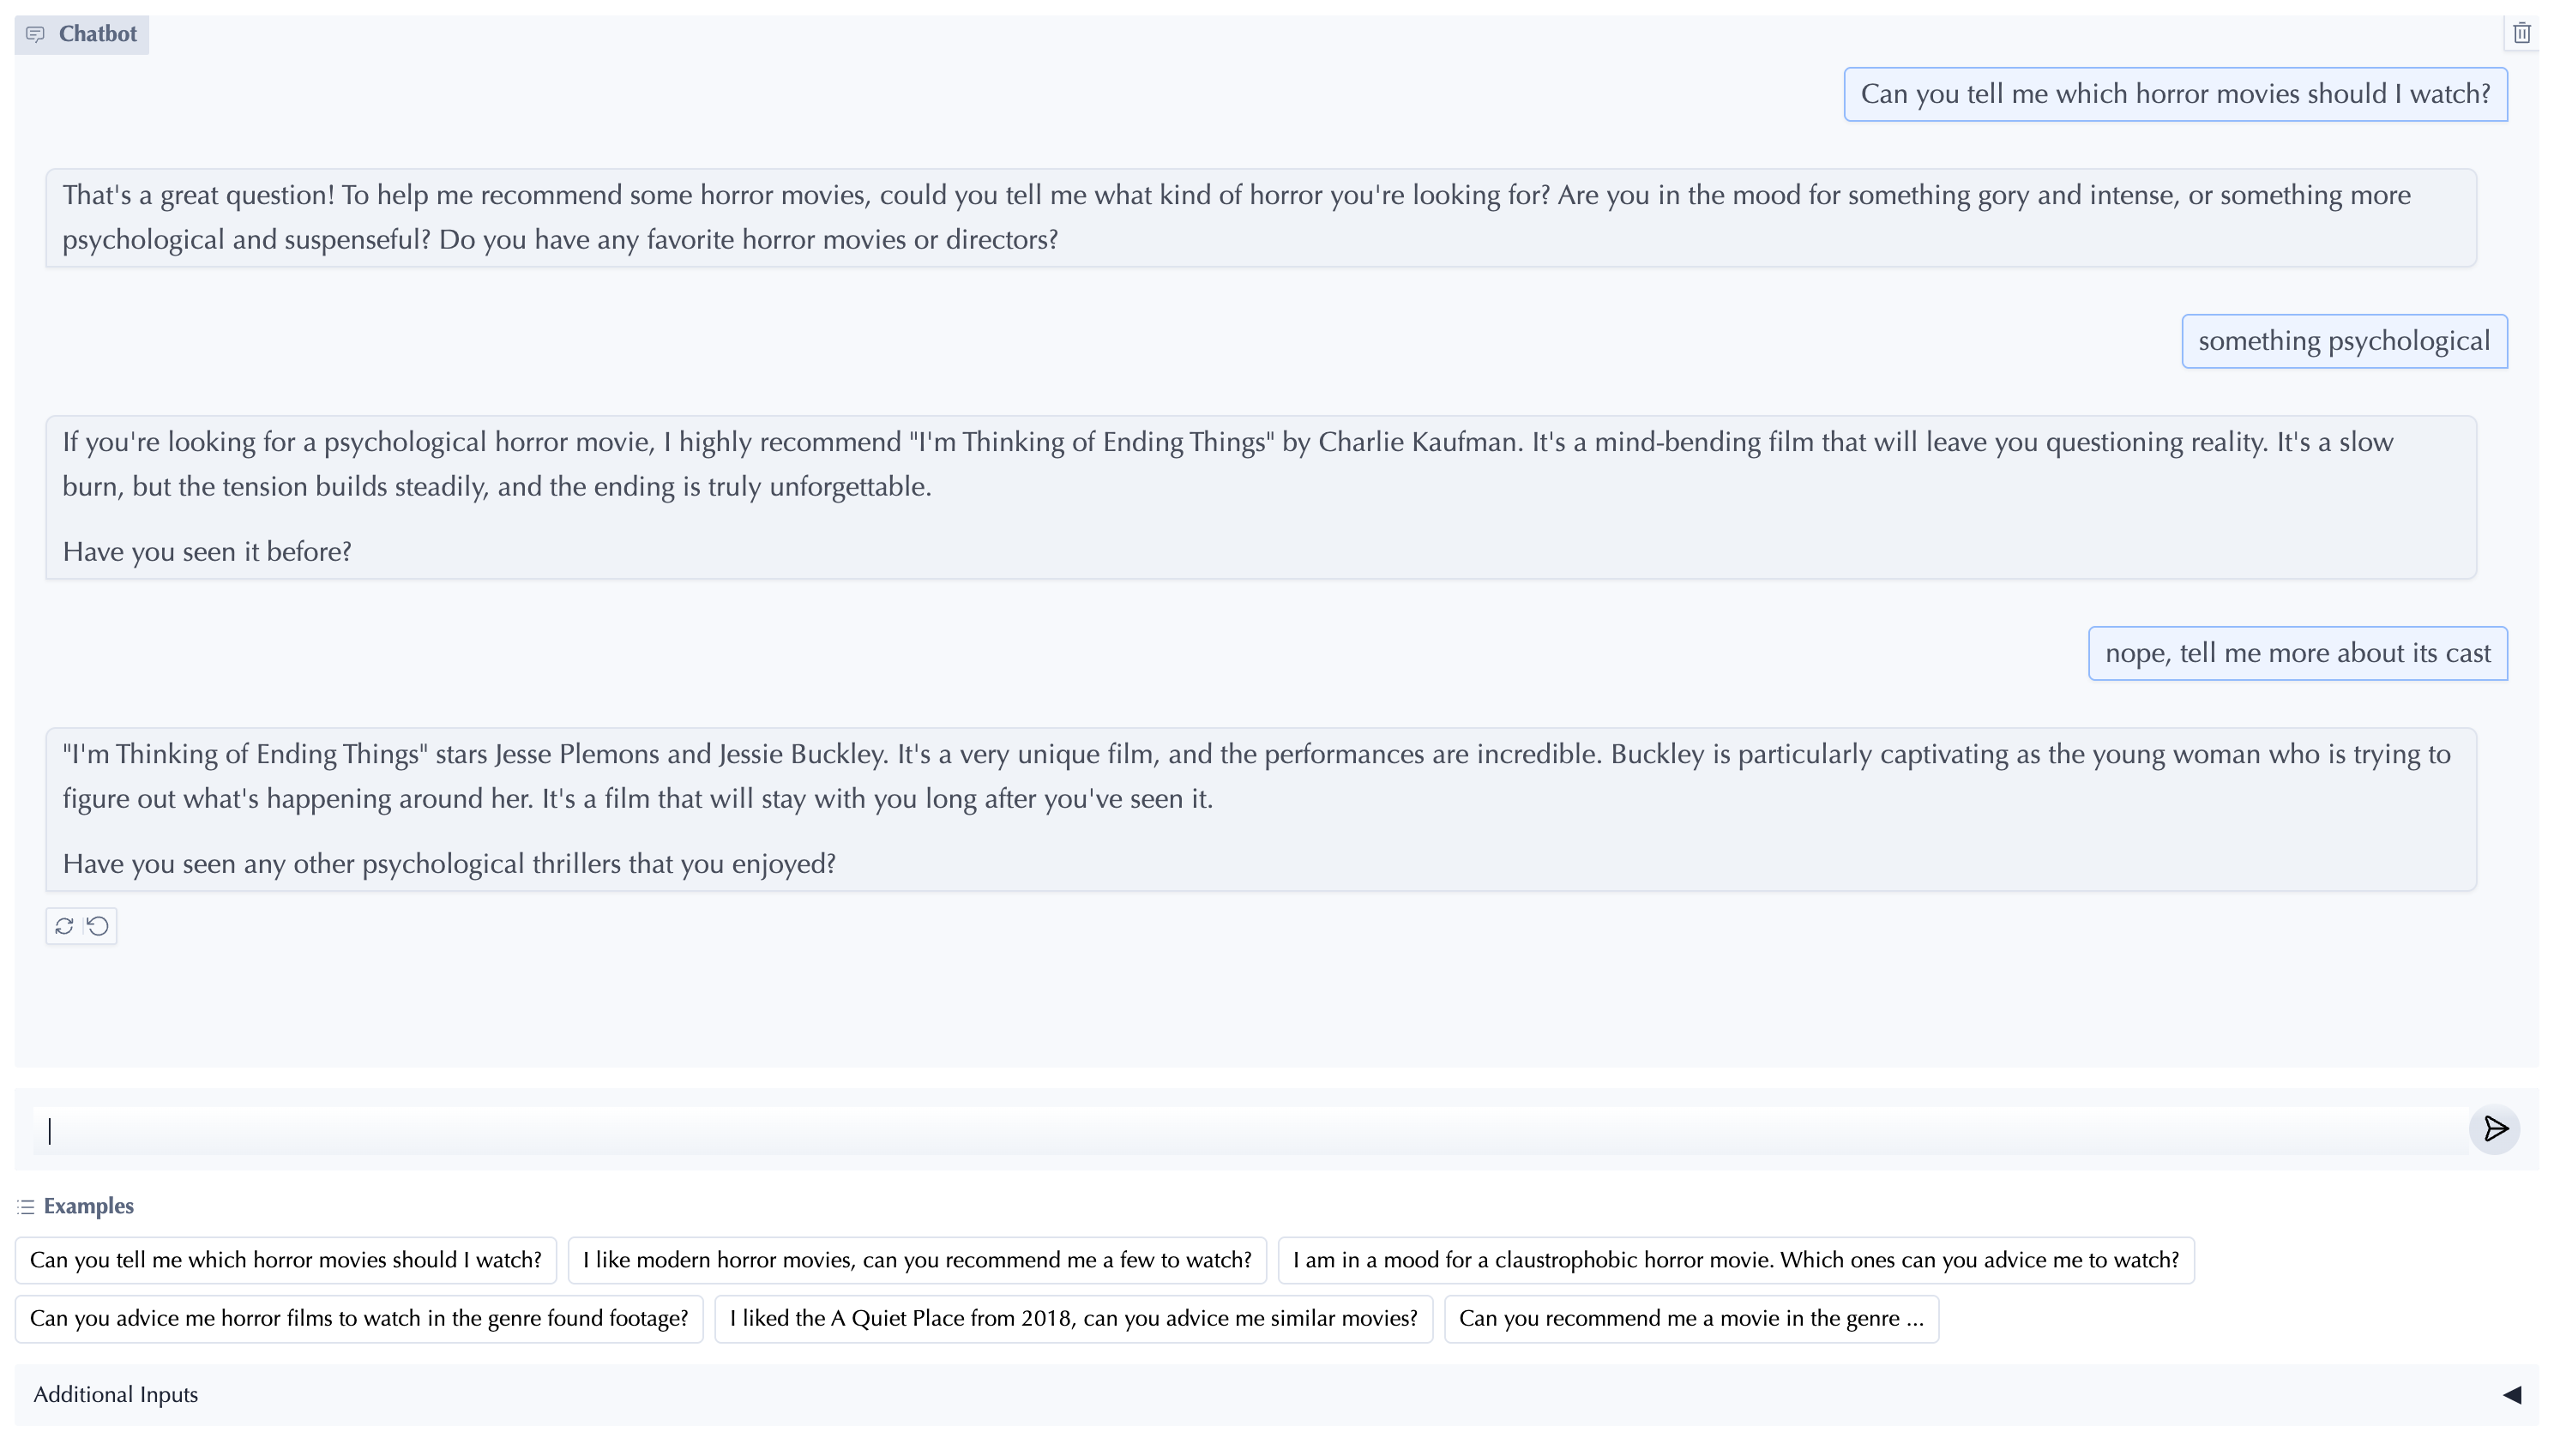 Chatbot
Can you tell me which horror movies should I watch?
That's a great question! To help me recommend some horror movies, could you tell me what kind of horror you're looking for? Are you in the mood for something gory and intense, or something more
psychological and suspenseful? Do you have any favorite horror movies or directors?
something psychological
If you're looking for a psychological horror movie, I highly recommend "I'm Thinking of Ending Things" by Charlie Kaufman. It's a mind-bending film that will leave you questioning reality. It's a slow
burn, but the tension builds steadily, and the ending is truly unforgettable.
Have you seen it before?
nope, tell me more about its cast
"I'm Thinking of Ending Things" stars Jesse Plemons and Jessie Buckley. It's a very unique film, and the performances are incredible. Buckley is particularly captivating as the young woman who is trying to
figure out what's happening around her. It's a film that will stay with you long after you've seen it.
Have you seen any other psychological thrillers that you enjoyed?
Examples
Can you tell me which horror movies should I watch?
I like modern horror movies, can you recommend me a few to watch?
I am in a mood for a claustrophobic horror movie. Which ones can you advice me to watch?
Can you advice me horror films to watch in the genre found footage?
I liked the A Quiet Place from 2018, can you advice me similar movies?
Can you recommend me a movie in the genre ...
Additional Inputs